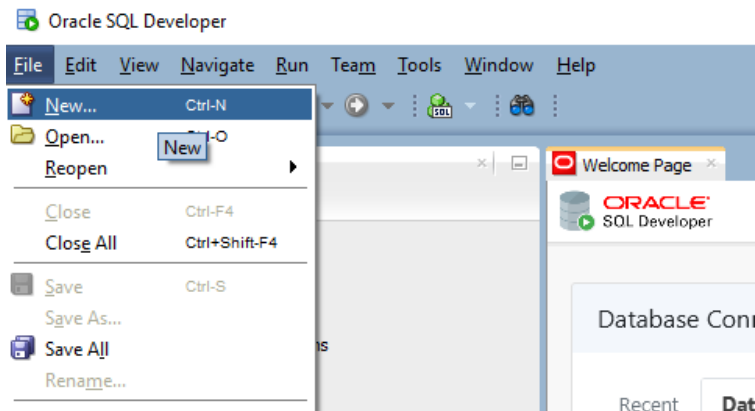 Oracle SQL Developer
File Edit View Navigate Run Team Tools Window Help
New... Ctrl-N
Open... -O
New
Reopen
Welcome Page
Close Ctrl-F4
ORACLE
SQL Developer
Close All Ctrl+Shift-F4
Save Ctrl-S
Save As...
Database Conn
Save All
ns
Rename...
Recent Dat